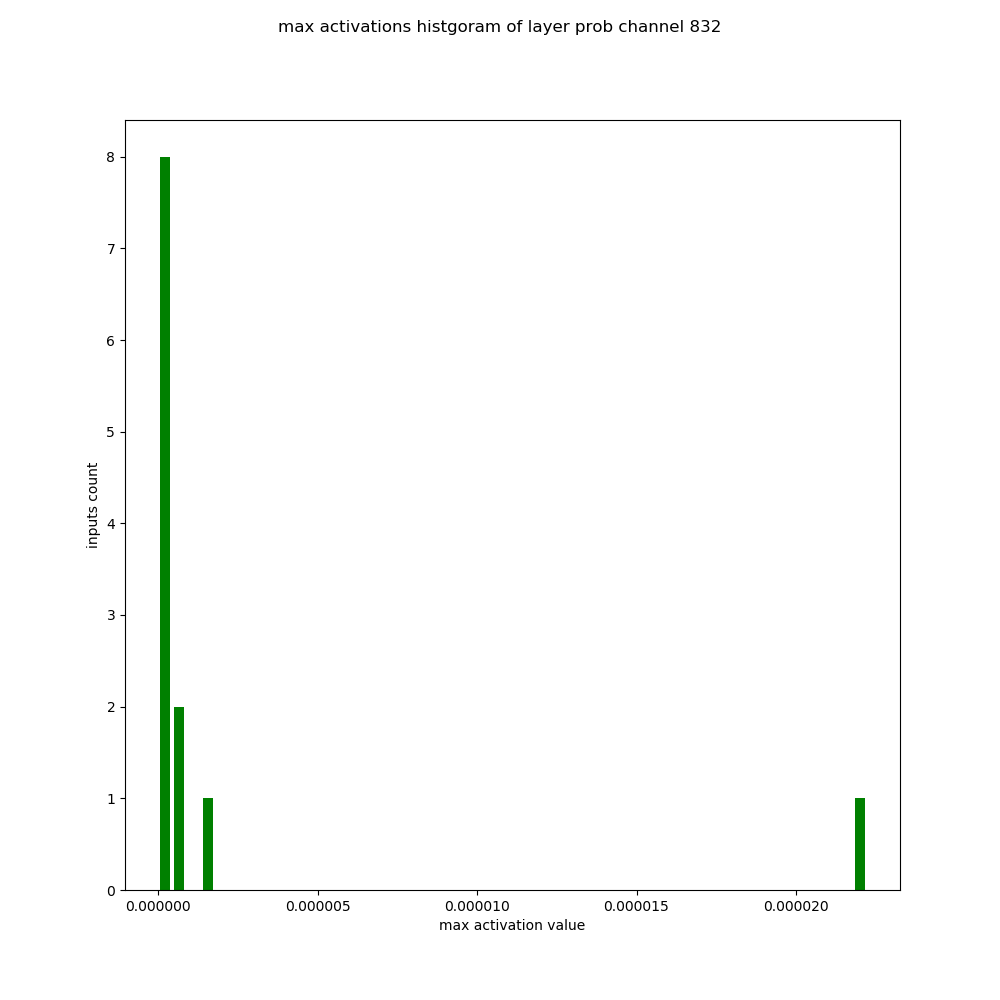 max activations histgoram of layer prob channel 832
8
7
6
5
4
3
2
1
0
inputs count
0.000000 0.000005 0.000010 0.000015 0.000020
max activation value